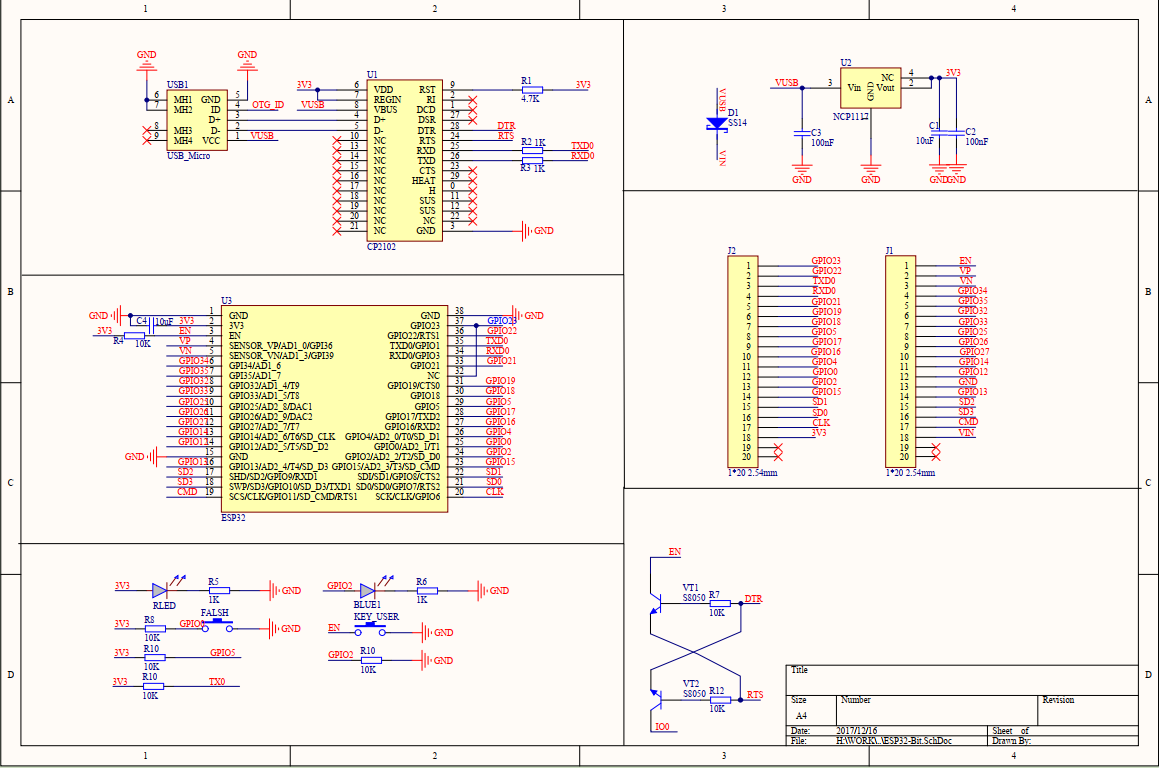 1 2 3 4
A
B
C
D
GND GND
USB1
6 MH1 GND 5
7 MH2 ID 4 OTG_ID
D+ 3
8 MH3 D- 2
9 MH4 VCC 1 VUSB
USB_Micro
U1
3V3 6 VDD RST 9 R1 3V3
7 REGIN RI 2 4.7K
VUSB 8 VBUS DCD 1
4 D+ DSR 27
5 D- DTR 28 DTR
10 NC RTS 24 RTS
13 NC RXD 25 R2 1K TXD0
14 NC TXD 26 R3 1K RXD0
15 NC CTS 23
16 NC HEAT 29
17 NC H 0
18 NC SUS 11
19 NC SUS 12
20 NC NC 22
21 NC GND 3 GND
CP2102
VUSB
D1
SS14
VIN
U2
VUSB 3 Vin GND NC 4 3V3
Vout 2
NCP1117
C3
100nF
C1
10uF
C2
100nF
GND GND GND GND
U3
GND 1 GND GND 38 GND
C4 10uF 3V3 2 3V3 GPIO23 37 GPIO23
3V3 R4 10K EN 3 EN GPIO22/RTS1 36 GPIO22
VP 4 SENSOR_VP/AD1_0/GPI36 TXD0/GPIO1 35 TXD0
VN 5 SENSOR_VN/AD1_3/GPI39 RXD0/GPIO3 34 RXD0
GPIO34 6 GPI34/AD1_6 GPIO21 33 GPIO21
GPIO35 7 GPI35/AD1_7 NC 32
GPIO32 8 GPIO32/AD1_4/T9 GPIO19/CTS0 31 GPIO19
GPIO33 9 GPIO33/AD1_5/T8 GPIO18 30 GPIO18
GPIO25 10 GPIO25/AD2_8/DAC1 GPIO5 29 GPIO5
GPIO26 11 GPIO26/AD2_9/DAC2 GPIO17/TXD2 28 GPIO17
GPIO27 12 GPIO27/AD2_7/T7 GPIO16/RXD2 27 GPIO16
GPIO14 13 GPIO14/AD2_6/T6/SD_CLK GPIO4/AD2_0/T0/SD_D1 26 GPIO4
GPIO12 14 GPIO12/AD2_5/T5/SD_D2 GPIO0/AD2_1/T1 25 GPIO0
GND 15 GND GPIO2/AD2_2/T2/SD_D0 24 GPIO2
GPIO13 16 GPIO13/AD2_4/T4/SD_D3 GPIO15/AD2_3/T3/SD_CMD 23 GPIO15
SD2 17 SHD/SD2/GPIO9/RXD1 SDI/SD1/GPIO8/CTS2 22 SD1
SD3 18 SWP/SD3/GPIO10/SD_D3/TXD1 SD0/SD0/GPIO7/RTS2 21 SD0
CMD 19 SCS/CLK/GPIO11/SD_CMD/RTS1 SCK/CLK/GPIO6 20 CLK
ESP32
J2
1 GPIO23
2 GPIO22
3 TXD0
4 RXD0
5 GPIO21
6 GPIO19
7 GPIO18
8 GPIO5
9 GPIO17
10 GPIO16
11 GPIO4
12 GPIO0
13 GPIO2
14 GPIO15
15 SD1
16 SD0
17 CLK
18 3V3
19
20
1*20 2.54mm
J1
1 EN
2 VP
3 VN
4 GPIO34
5 GPIO35
6 GPIO32
7 GPIO33
8 GPIO25
9 GPIO26
10 GPIO27
11 GPIO14
12 GPIO12
13 GND
14 GPIO13
15 SD2
16 SD3
17 CMD
18 VIN
19
20
1*20 2.54mm
3V3 RLED R5 1K GND
3V3 R8 10K GPIO0 FALSH GND
3V3 R10 10K GPIO5
3V3 R10 10K TX0
GPIO2 BLUE1 R6 1K GND
KEY_USER
EN GND
GPIO2 R10 10K GND
EN
VT1
S8050 R7 DTR
10K
VT2
S8050 R12 RTS
10K
IO0
Title
Size Number Revision
A4
Date: 2017/12/16 Sheet of
File: H:\WORK\..\ESP32-Bit.SchDoc Drawn By:
A
B
C
D
1 2 3 4